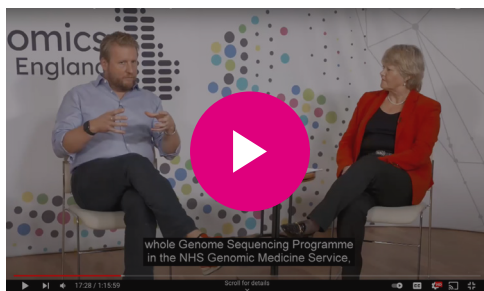 omics
England
whole Genome Sequencing Programme
in the NHS Genomic Medicine Service,
17:28 / 1:15:59
Scroll for details